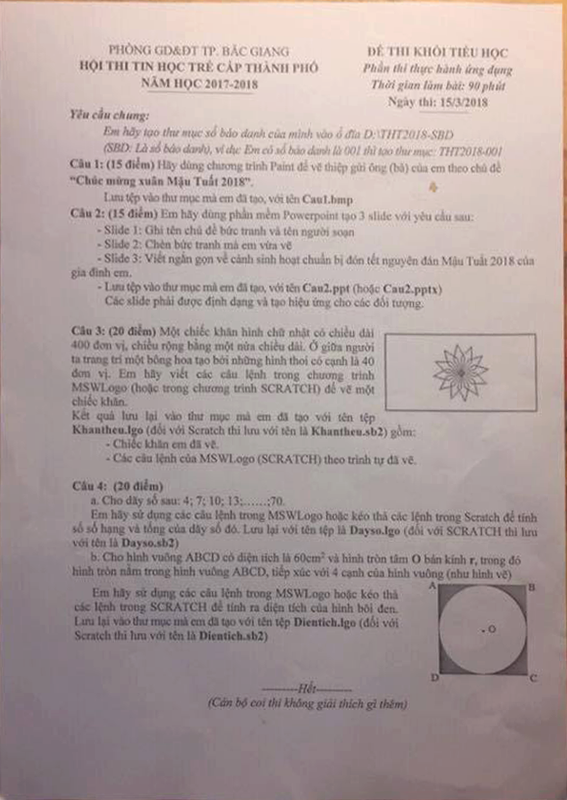 PHÒNG GD&ĐT TP. BẮC GIANG
HỘI THI TIN HỌC TRẺ CẤP THÀNH PHỐ
NĂM HỌC 2017-2018
ĐỀ THI KHỐI TIỂU HỌC
Phần thi thực hành ứng dụng
Thời gian làm bài: 90 phút
Ngày thi: 15/3/2018
Yêu cầu chung:
Em hãy tạo thư mục số báo danh của mình vào ổ đĩa D:\THT2018-SBD
(SBD: Là số báo danh), ví dụ: Em có số báo danh là 001 thì tạo thư mục: THT2018-001
Câu 1: (15 điểm) Hãy dùng chương trình Paint để vẽ thiệp gửi ông (bà) của em theo chủ đề
“Chúc mừng xuân Mậu Tuất 2018”.
Lưu tệp vào thư mục mà em đã tạo, với tên Cau1.bmp
Câu 2: (15 điểm) Em hãy dùng phần mềm Powerpoint tạo 3 slide với yêu cầu sau:
- Slide 1: Ghi tên chủ đề bức tranh và tên người soạn
- Slide 2: Chèn bức tranh mà em vừa vẽ
- Slide 3: Viết ngắn gọn về cảnh sinh hoạt chuẩn bị đón tết nguyên đán Mậu Tuất 2018 của
gia đình em.
- Lưu tệp vào thư mục mà em đã tạo, với tên Cau2.ppt (hoặc Cau2.pptx)
Các slide phải được định dạng và tạo hiệu ứng cho các đối tượng.
Câu 3: (20 điểm) Một chiếc khăn hình chữ nhật có chiều dài
400 đơn vị, chiều rộng bằng một nửa chiều dài. Ở giữa người
ta trang trí một bông hoa tạo bởi những hình thoi có cạnh là 40
đơn vị. Em hãy viết các câu lệnh trong chương trình
MSWLogo (hoặc trong chương trình SCRATCH) để vẽ một
chiếc khăn.
Kết quả lưu lại vào thư mục mà em đã tạo với tên tệp
Khantheu.lgo (đối với Scratch thì lưu với tên là Khantheu.sb2) gồm:
- Chiếc khăn em đã vẽ.
- Các câu lệnh của MSWLogo (SCRATCH) theo trình tự đã vẽ.
Câu 4: (20 điểm)
a. Cho dãy số sau: 4; 7; 10; 13;......;70.
Em hãy sử dụng các câu lệnh trong MSWLogo hoặc kéo thả các lệnh trong Scratch để tính
số số hạng và tổng của dãy số đó. Lưu lại với tên tệp là Dayso.lgo (đối với SCRATCH thì lưu
với tên là Dayso.sb2)
b. Cho hình vuông ABCD có diện tích là 60cm² và hình tròn tâm O bán kính r, trong đó
hình tròn nằm trong hình vuông ABCD, tiếp xúc với 4 cạnh của hình vuông (như hình vẽ)
Em hãy sử dụng các câu lệnh trong MSWLogo hoặc kéo thả
các lệnh trong SCRATCH để tính ra diện tích của hình bôi đen.
Lưu lại vào thư mục mà em đã tạo với tên tệp Dientich.lgo (đối với
Scratch thì lưu với tên là Dientich.sb2)
A B
O
D C
---------Hết---------
(Cán bộ coi thi không giải thích gì thêm)